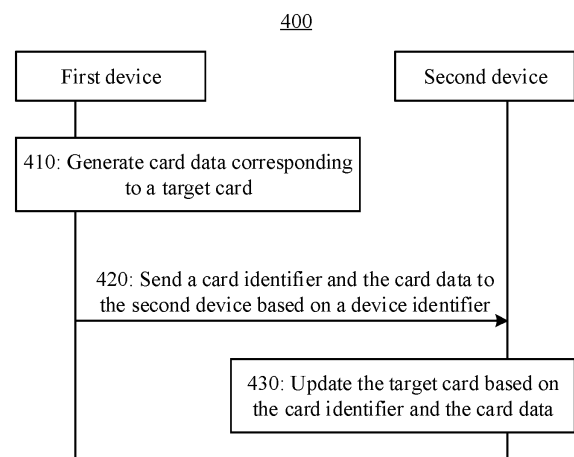 400
First device
Second device
410: Generate card data corresponding
to a target card
420: Send a card identifier and the card data to
the second device based on a device identifier
430: Update the target card based on
the card identifier and the card data